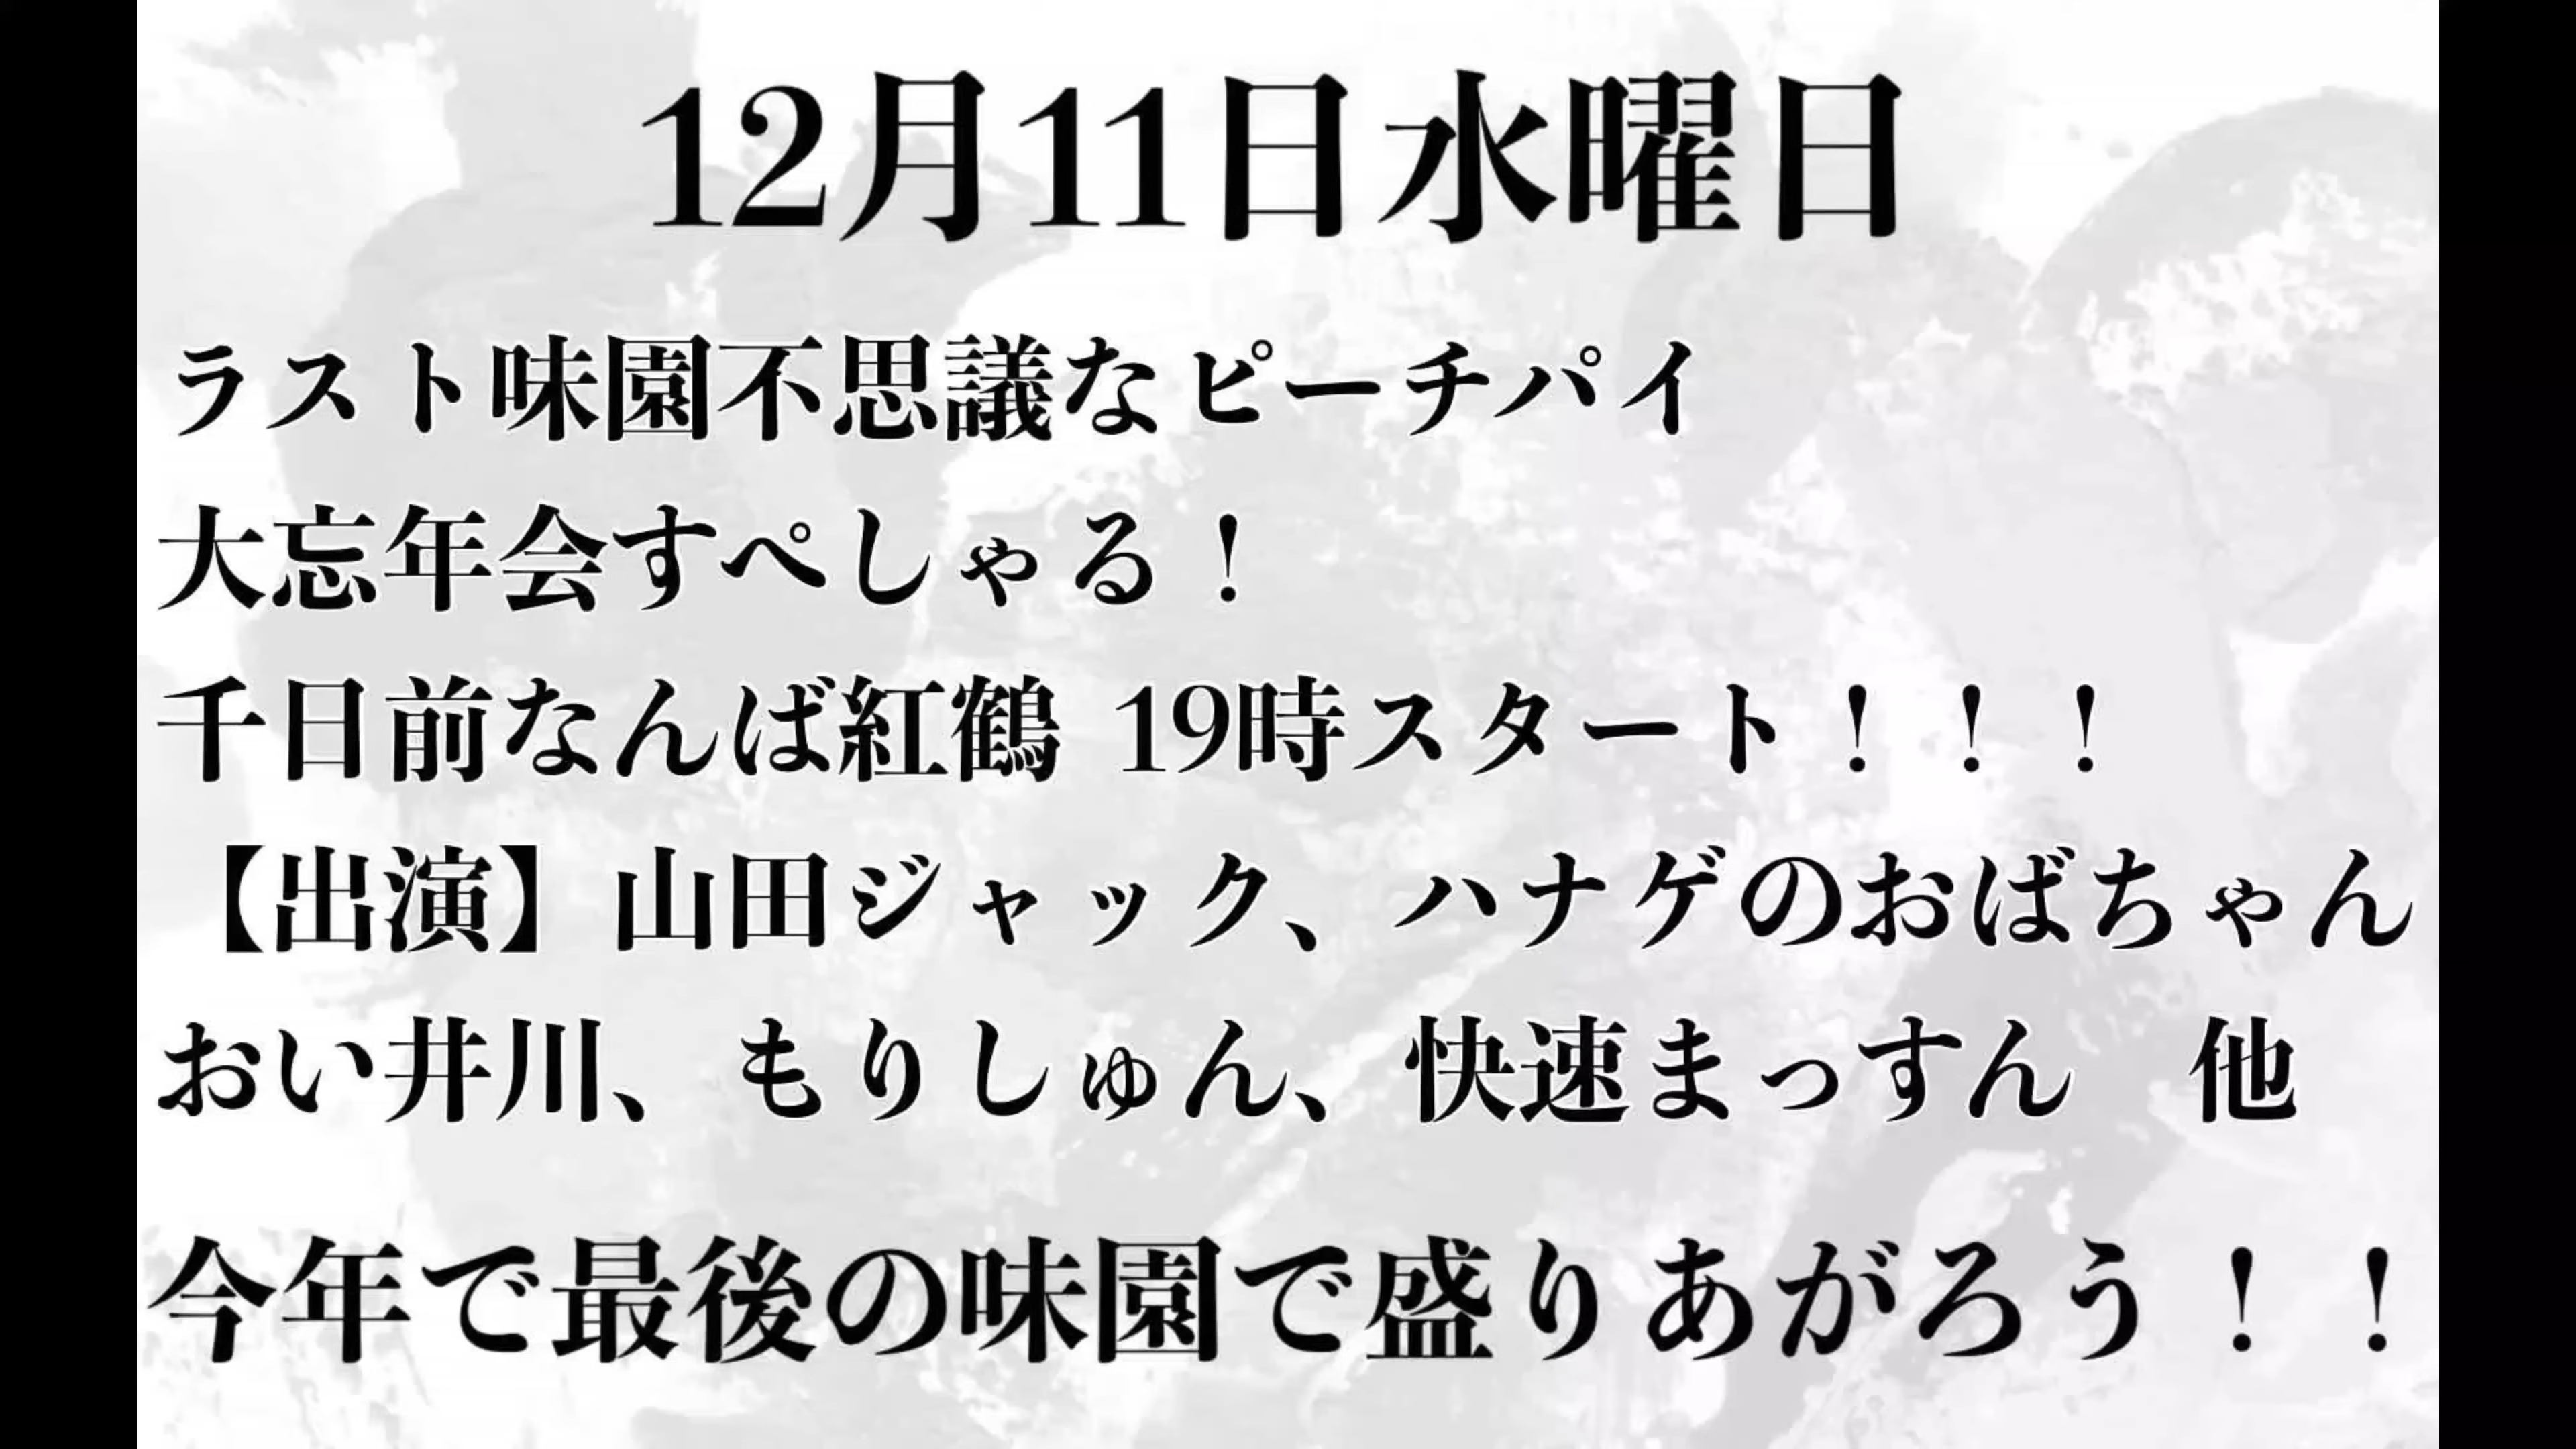 12月11日水曜日
ラスト味園不思議なピーチパイ
大忘年会すぺしゃる！
千日前なんば紅鶴 19時スタート！！！
【出演】山田ジャック、ハナゲのおばちゃん
おい井川、もりしゅん、快速まっすん　他
今年で最後の味園で盛りあがろう！！